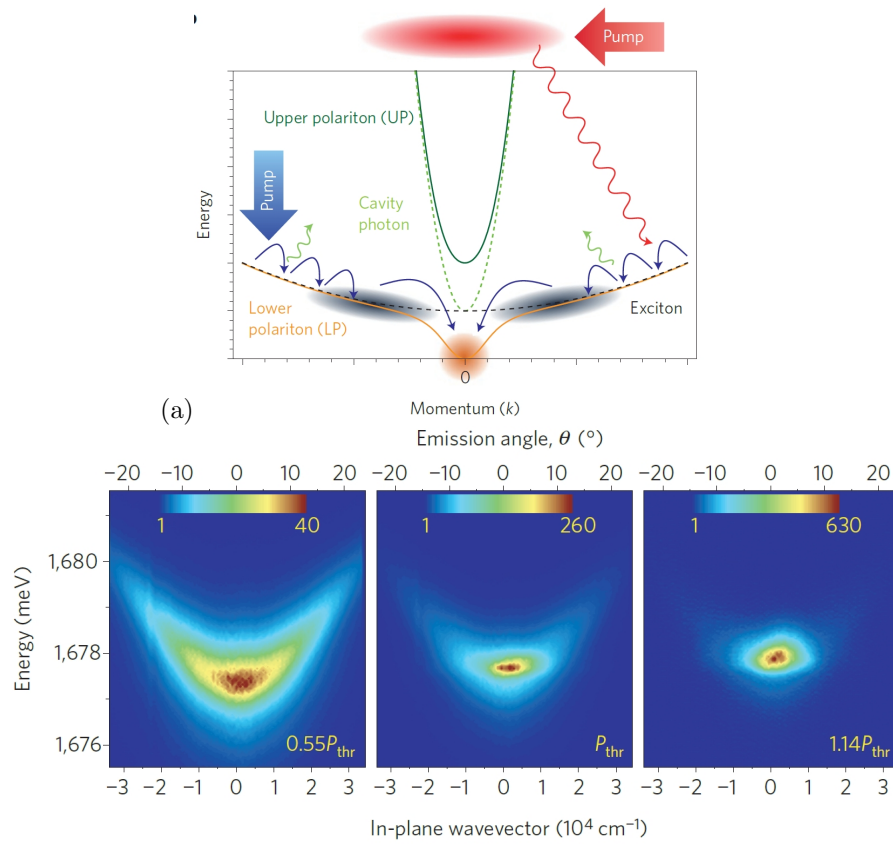 Pump
Upper polariton (UP)
Pump
Energy
Cavity
photon
Lower
polariton (LP)
Exciton
0
(a)
Momentum (k)
Emission angle, θ (°)
−20 −10 0 10 20 −20 −10 0 10 20 −20 −10 0 10 20
1 40 1 260 1 630
1,680
Energy (meV)
1,678
1,676
0.55Pthr Pthr 1.14Pthr
−3 −2 −1 0 1 2 3 −3 −2 −1 0 1 2 3 −3 −2 −1 0 1 2 3
In-plane wavevector (10⁴ cm⁻¹)